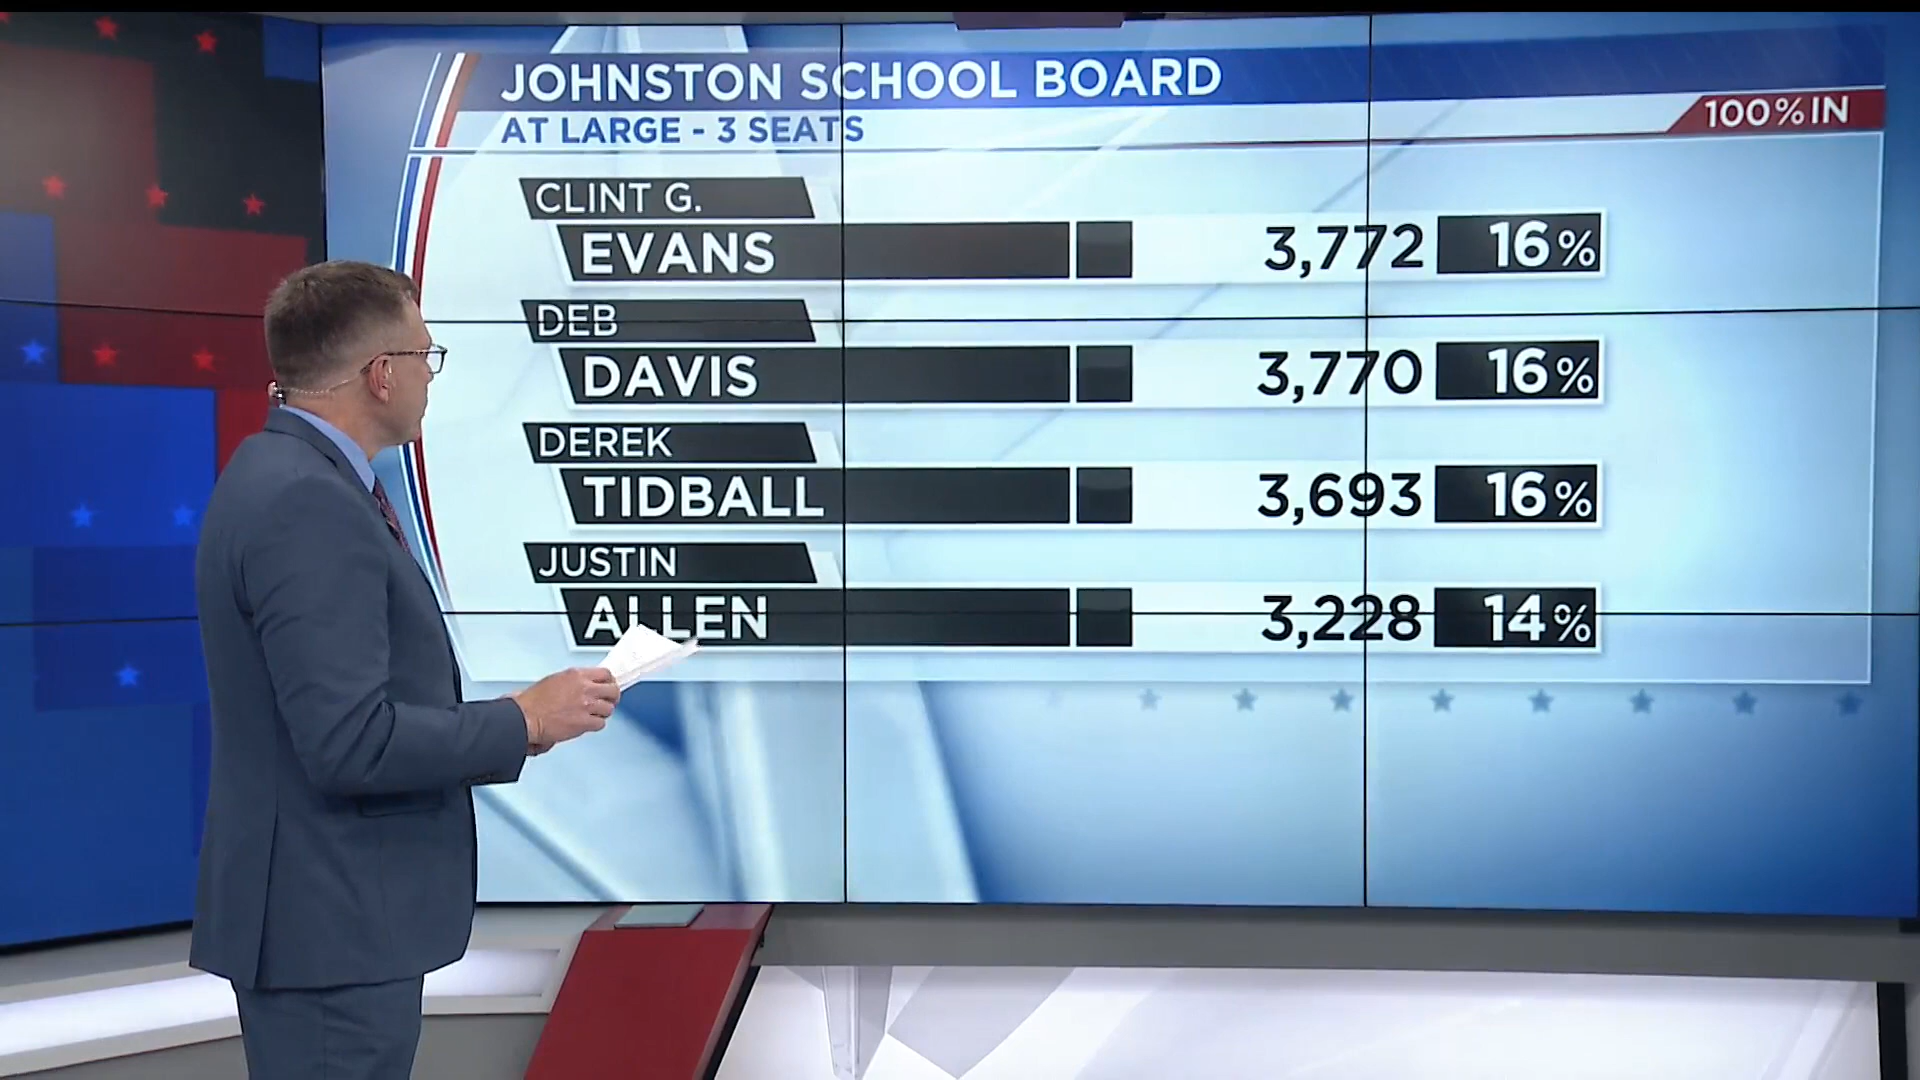 JOHNSTON SCHOOL BOARD
AT LARGE - 3 SEATS
100% IN
CLINT G.
EVANS 3,772 16%
DEB
DAVIS 3,770 16%
DEREK
TIDBALL 3,693 16%
JUSTIN
ALLEN 3,228 14%